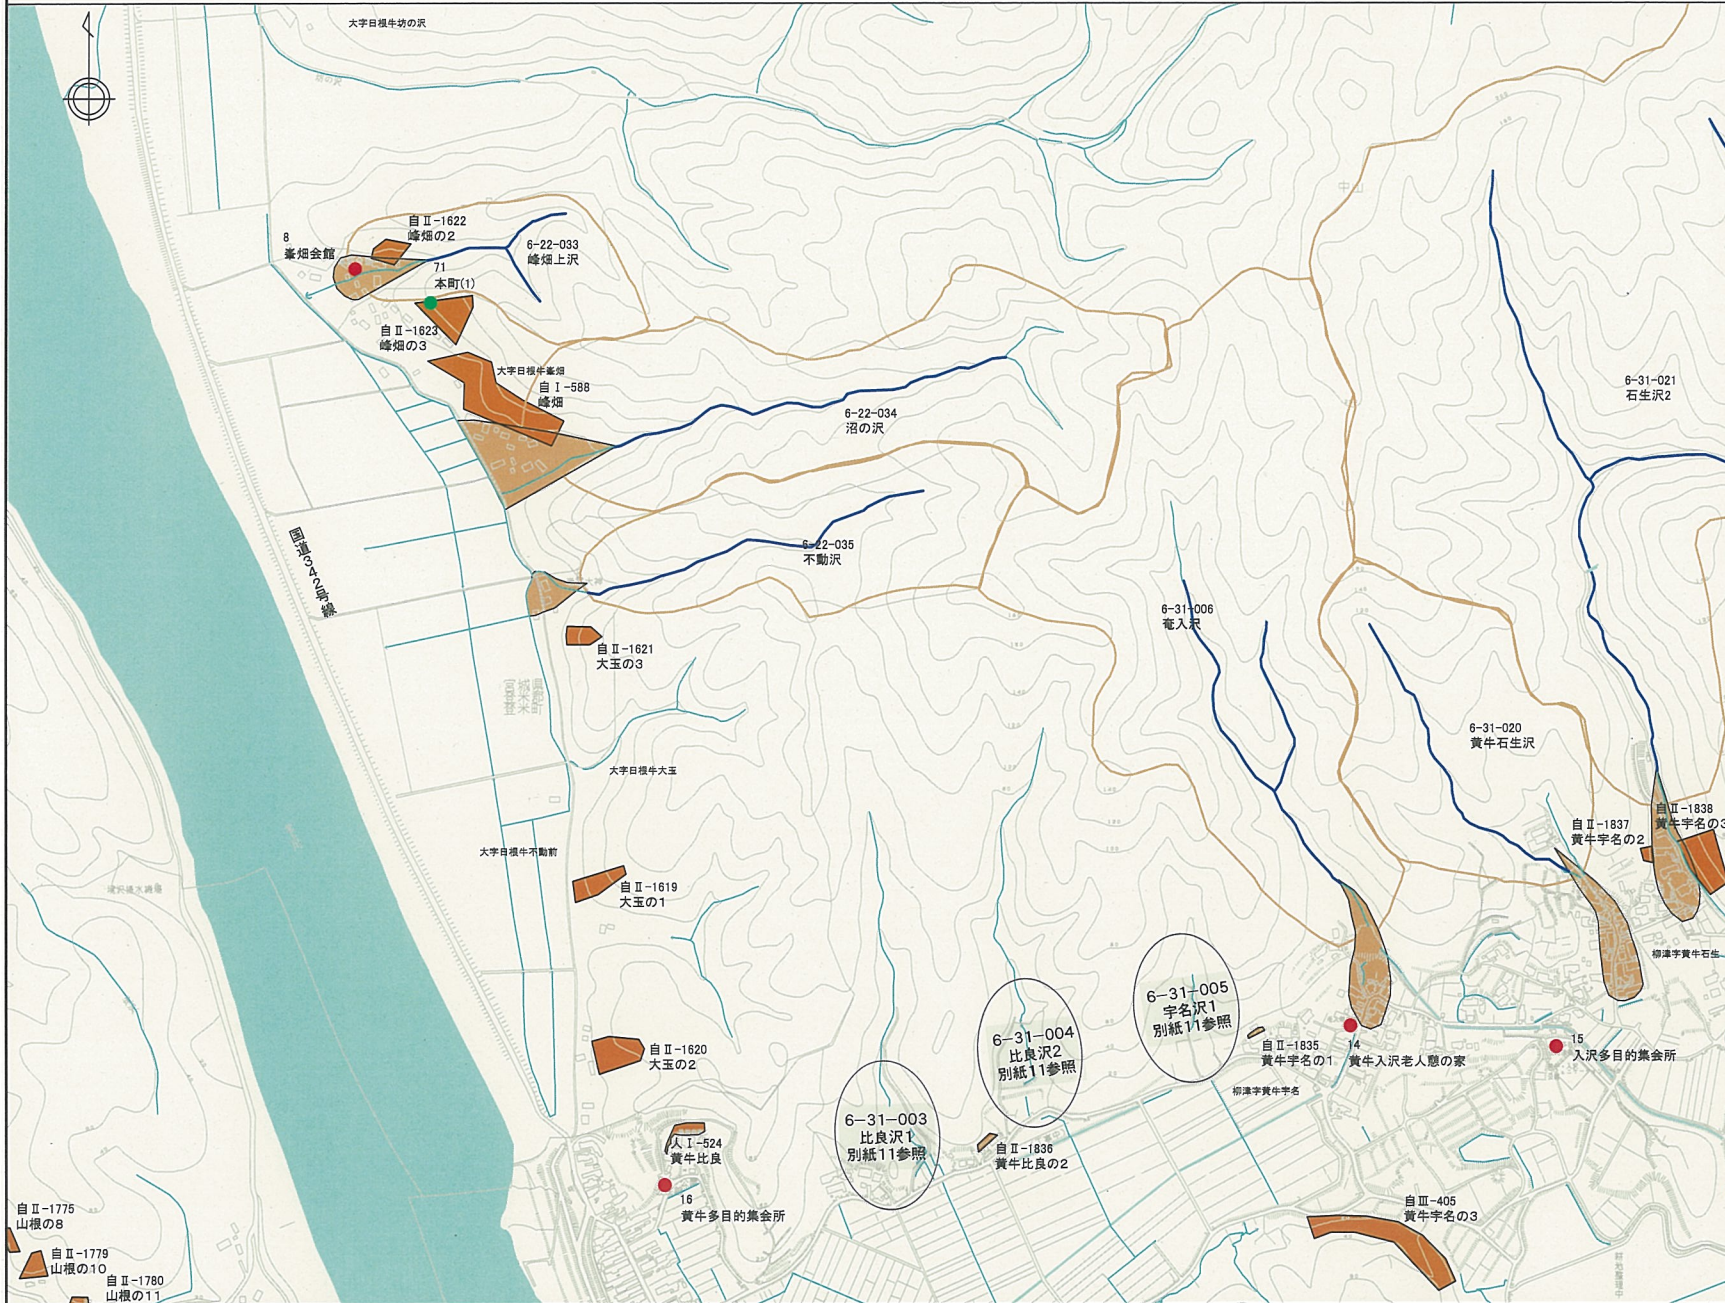 大字日根牛坊の沢
自Ⅱ-1622
峰畑の2
8
峯畑会館
6-22-033
峰畑上沢
71
本町(1)
自Ⅱ-1623
峰畑の3
大字日根牛峯畑
自Ⅰ-588
峰畑
6-22-034
沼の沢
6-31-021
石生沢2
国道342号線
6-22-035
不動沢
6-31-006
奄入沢
自Ⅱ-1621
大玉の3
6-31-020
黄牛石生沢
大字日根牛大玉
自Ⅱ-1838
黄牛宇名の3
自Ⅱ-1837
黄牛宇名の2
大字日根牛不動前
自Ⅱ-1619
大玉の1
柳津字黄牛石生
6-31-005
宇名沢1
別紙11参照
6-31-004
比良沢2
別紙11参照
自Ⅱ-1620
大玉の2
自Ⅱ-1835
黄牛宇名の1
14
黄牛入沢老人憩の家
15
入沢多目的集会所
柳津字黄牛宇名
6-31-003
比良沢1
別紙11参照
人Ⅰ-524
黄牛比良
自Ⅱ-1836
黄牛比良の2
16
黄牛多目的集会所
自Ⅲ-405
黄牛宇名の3
自Ⅱ-1775
山根の8
自Ⅱ-1779
山根の10
自Ⅱ-1780
山根の11